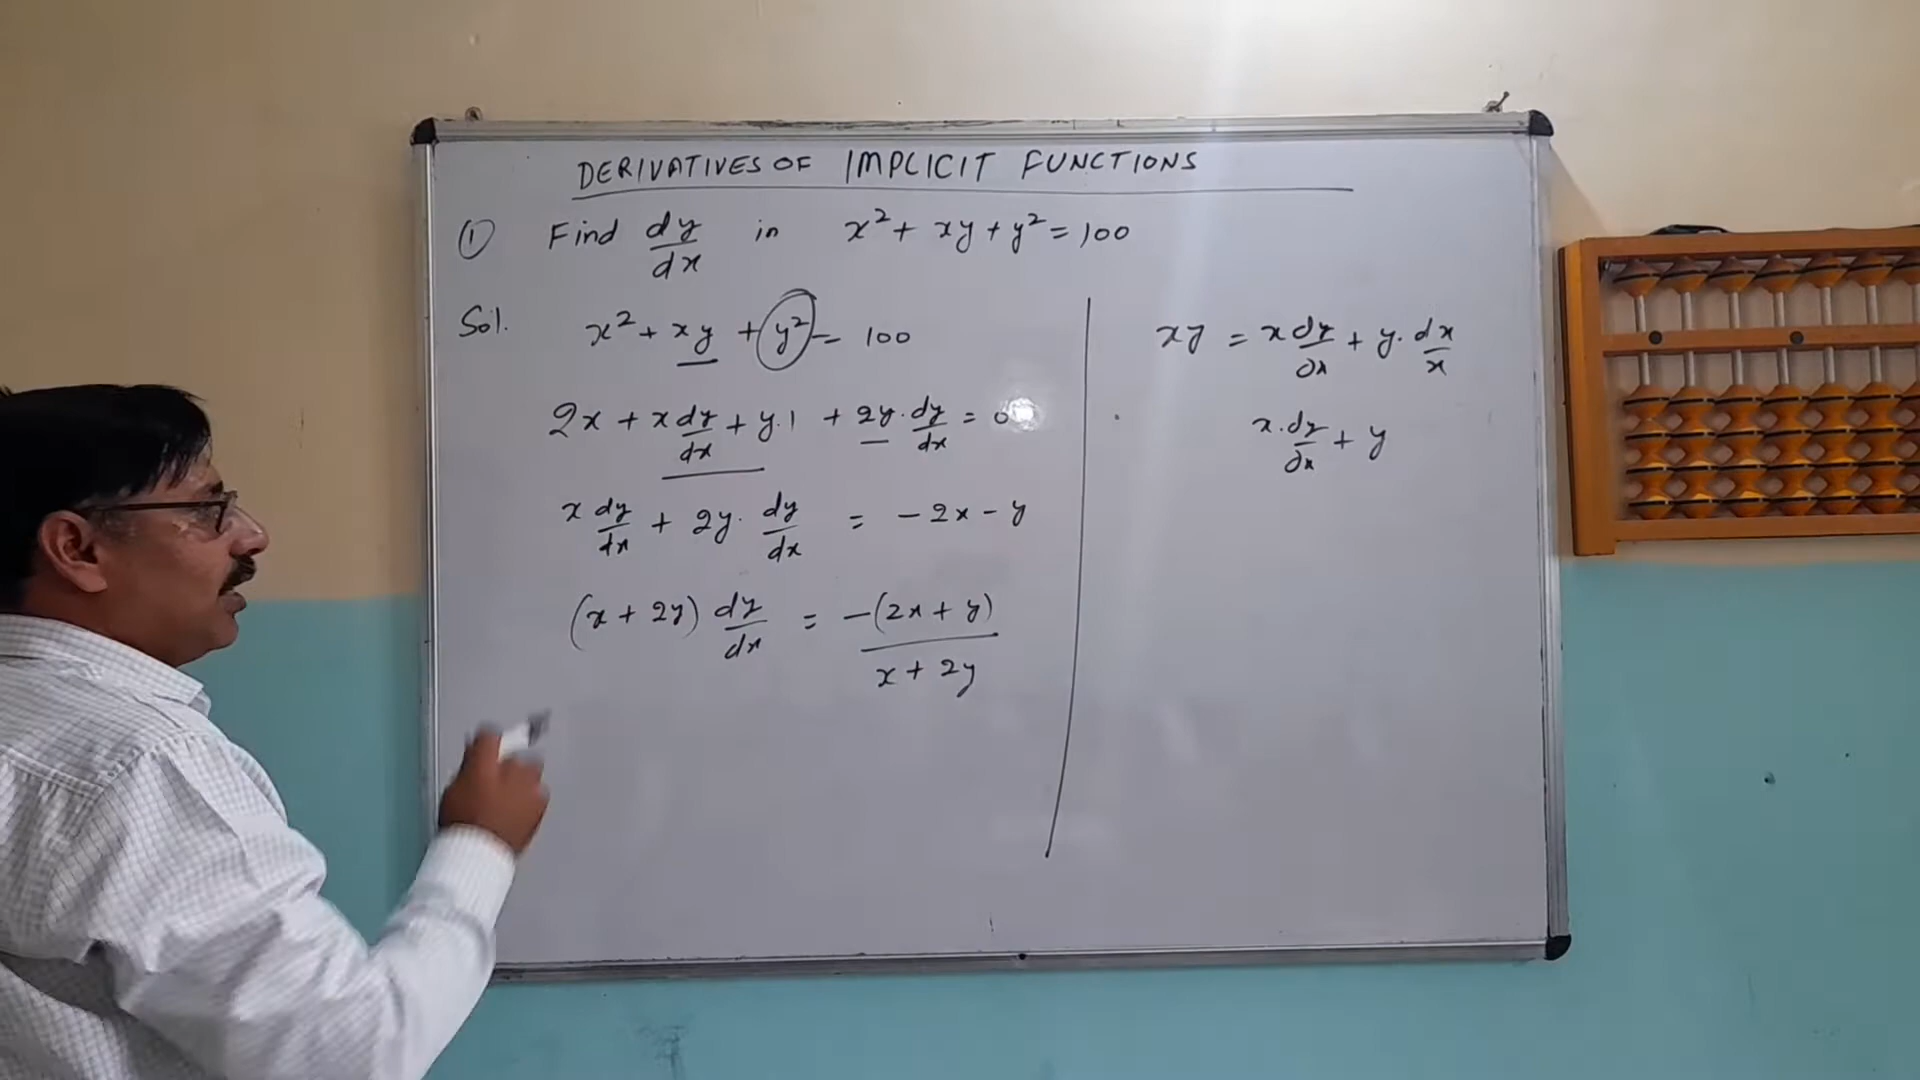 DERIVATIVES OF IMPLICIT FUNCTIONS
① Find dy/dx in x² + xy + y² = 100
Sol. x² + xy + y² = 100
2x + x dy/dx + y.1 + 2y. dy/dx = 0
x dy/dx + 2y. dy/dx = -2x - y
(x + 2y) dy/dx = -(2x + y)/x + 2y
xy = x dy/dx + y. dx/x
x. dy/dx + y